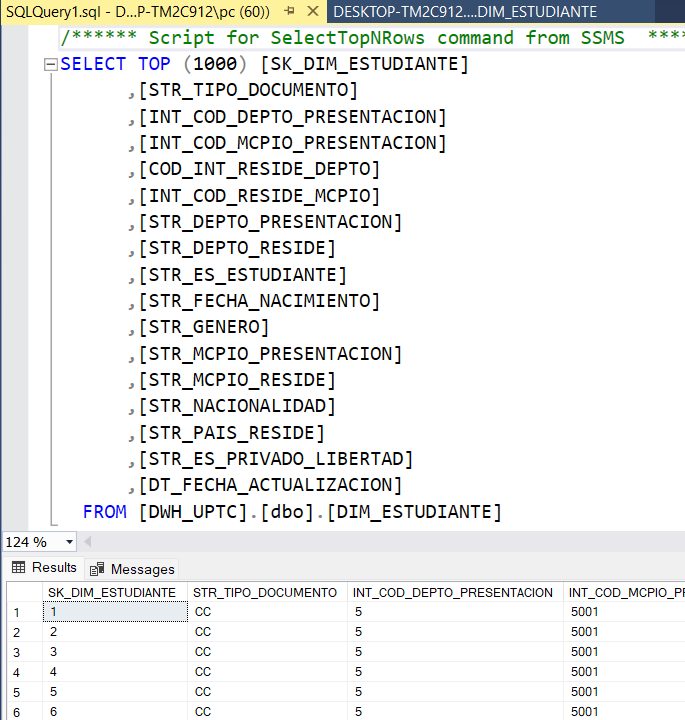 SQLQuery1.sql - D...P-TM2C912\pc (60)) DESKTOP-TM2C912....DIM_ESTUDIANTE
/****** Script for SelectTopNRows command from SSMS ****
SELECT TOP (1000) [SK_DIM_ESTUDIANTE]
,[STR_TIPO_DOCUMENTO]
,[INT_COD_DEPTO_PRESENTACION]
,[INT_COD_MCPIO_PRESENTACION]
,[COD_INT_RESIDE_DEPTO]
,[INT_COD_RESIDE_MCPIO]
,[STR_DEPTO_PRESENTACION]
,[STR_DEPTO_RESIDE]
,[STR_ES_ESTUDIANTE]
,[STR_FECHA_NACIMIENTO]
,[STR_GENERO]
,[STR_MCPIO_PRESENTACION]
,[STR_MCPIO_RESIDE]
,[STR_NACIONALIDAD]
,[STR_PAIS_RESIDE]
,[STR_ES_PRIVADO_LIBERTAD]
,[DT_FECHA_ACTUALIZACION]
FROM [DWH_UPTC].[dbo].[DIM_ESTUDIANTE]
124 %
Results Messages
SK_DIM_ESTUDIANTE STR_TIPO_DOCUMENTO INT_COD_DEPTO_PRESENTACION INT_COD_MCPIO_PR
1 1 CC 5 5001
2 2 CC 5 5001
3 3 CC 5 5001
4 4 CC 5 5001
5 5 CC 5 5001
6 6 CC 5 5001